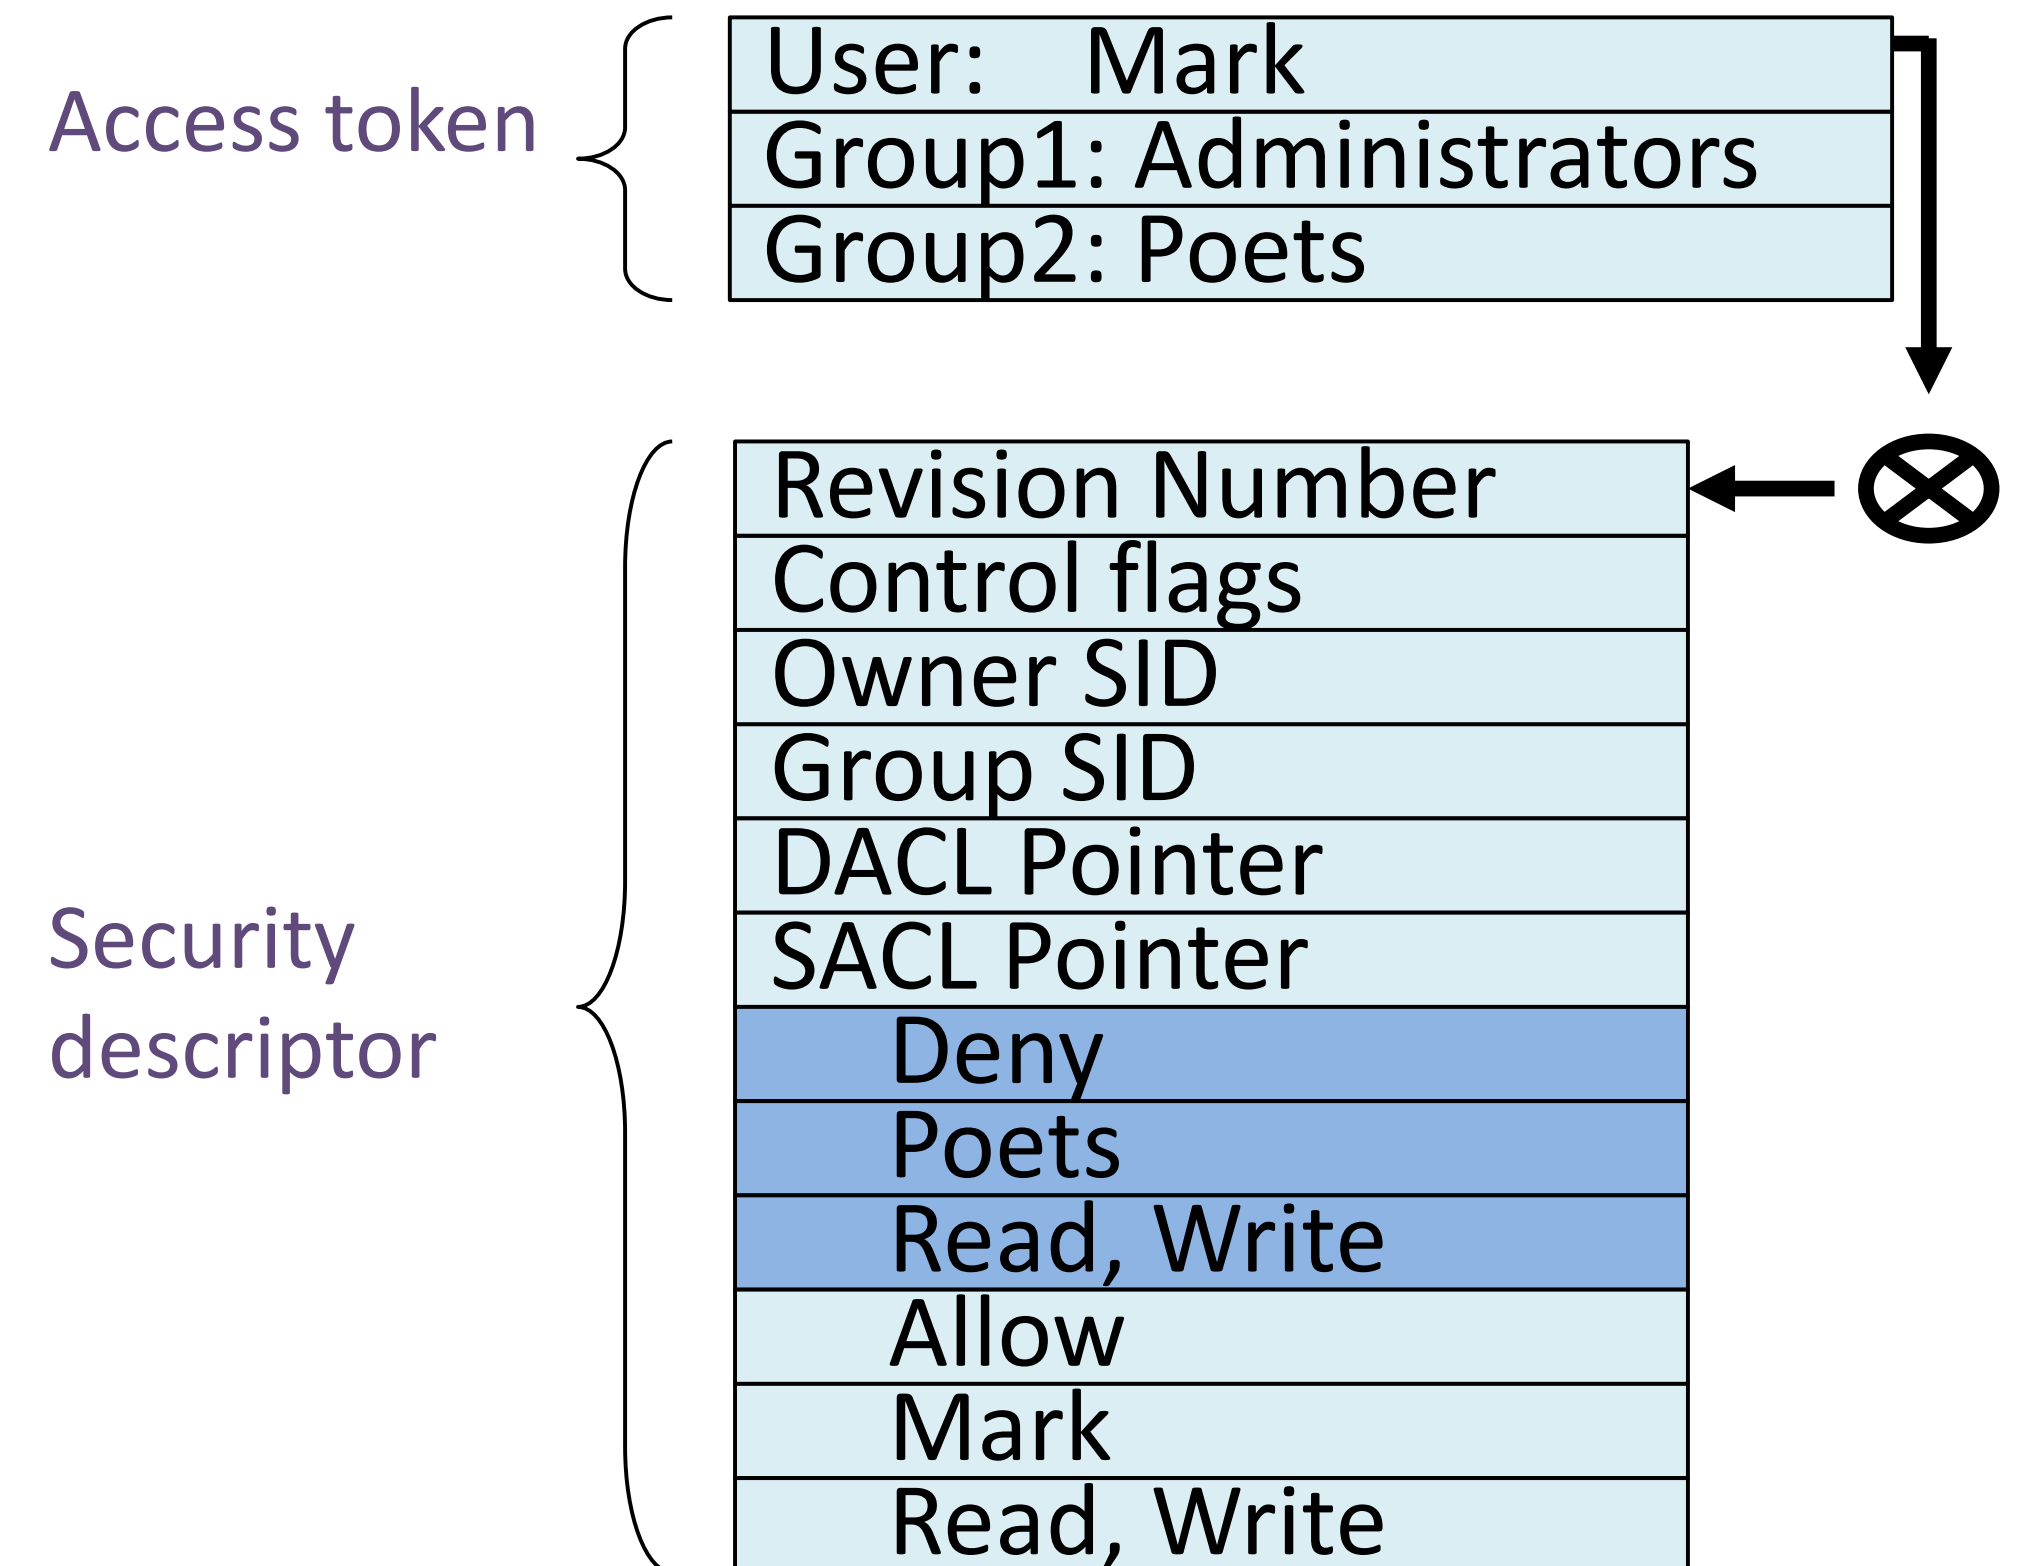 Access token
User: Mark
Group1: Administrators
Group2: Poets
Security
descriptor
Revision Number
Control flags
Owner SID
Group SID
DACL Pointer
SACL Pointer
Deny
Poets
Read, Write
Allow
Mark
Read, Write